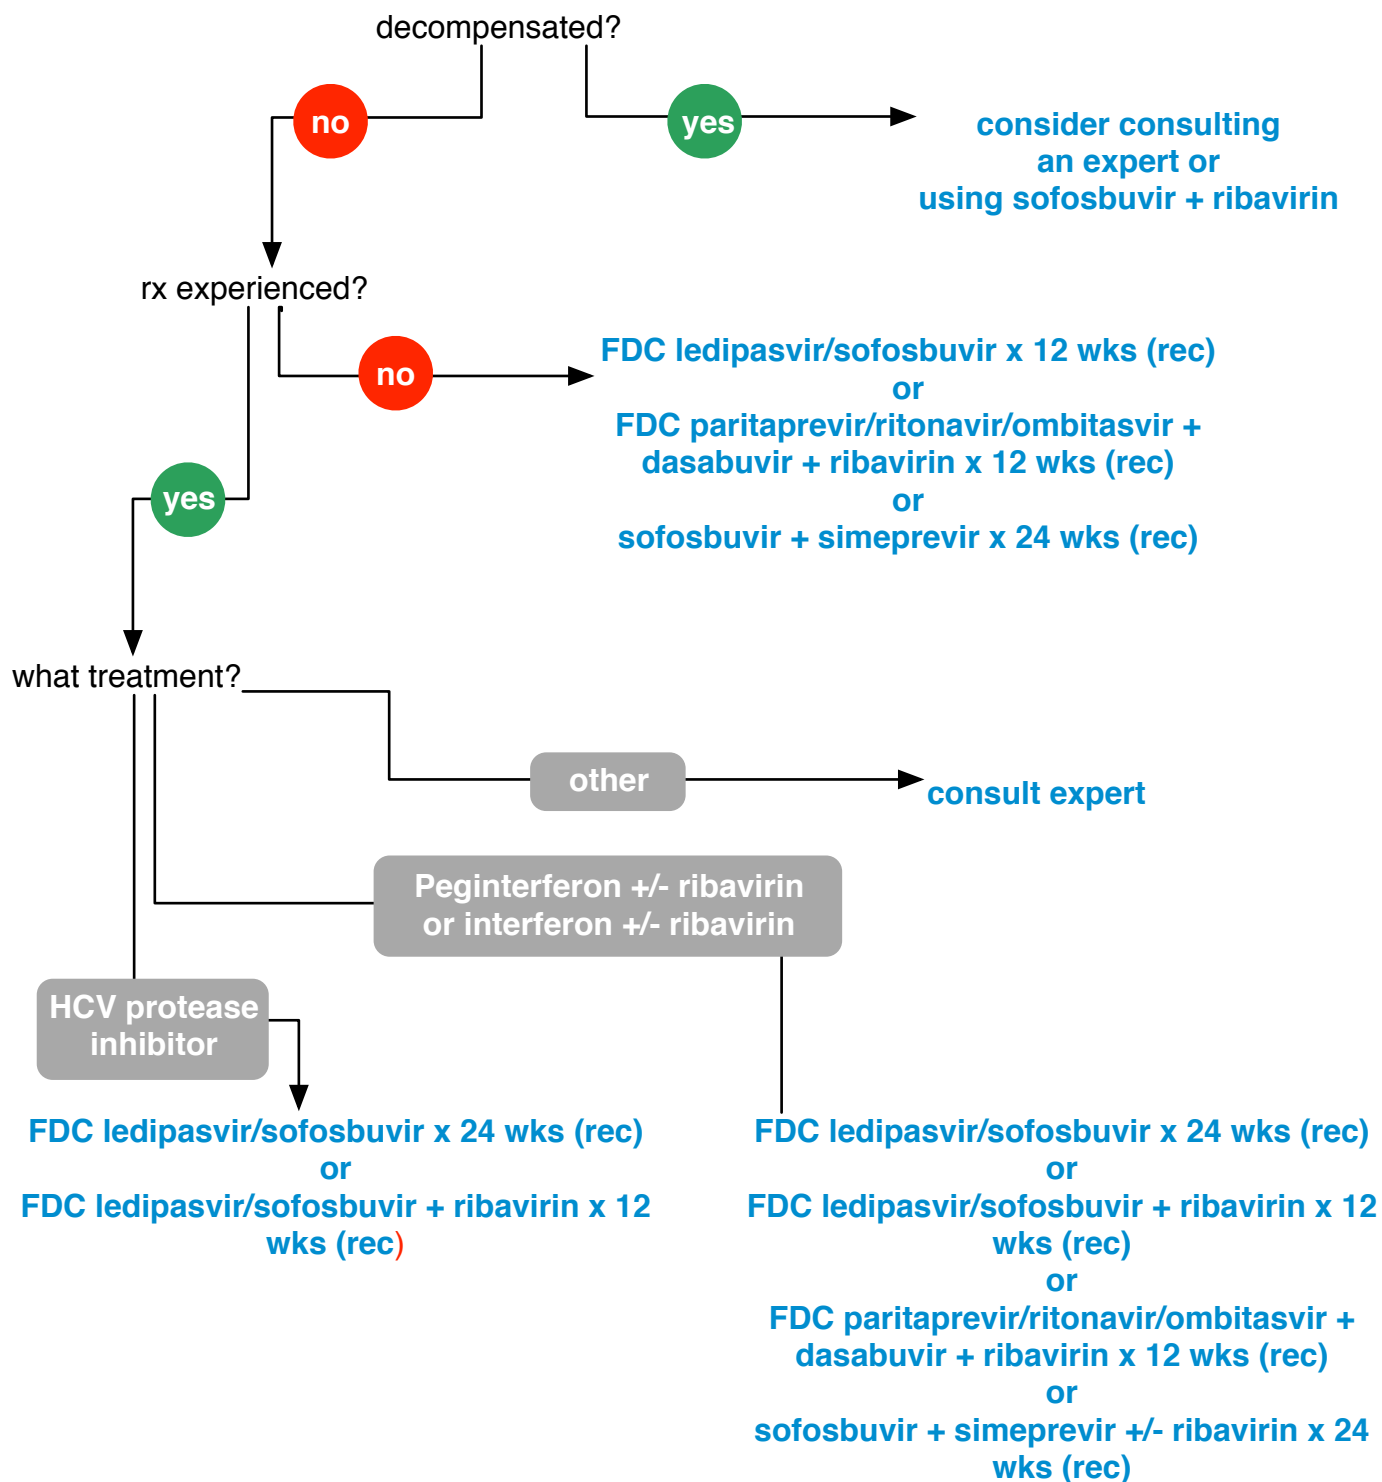 decompensated?
no
yes
consider consulting
an expert or
using sofosbuvir + ribavirin
rx experienced?
no
FDC ledipasvir/sofosbuvir x 12 wks (rec)
or
FDC paritaprevir/ritonavir/ombitasvir +
dasabuvir + ribavirin x 12 wks (rec)
or
sofosbuvir + simeprevir x 24 wks (rec)
yes
what treatment?
other
consult expert
Peginterferon +/- ribavirin
or interferon +/- ribavirin
HCV protease
inhibitor
FDC ledipasvir/sofosbuvir x 24 wks (rec)
or
FDC ledipasvir/sofosbuvir + ribavirin x 12
wks (rec)
FDC ledipasvir/sofosbuvir x 24 wks (rec)
or
FDC ledipasvir/sofosbuvir + ribavirin x 12
wks (rec)
or
FDC paritaprevir/ritonavir/ombitasvir +
dasabuvir + ribavirin x 12 wks (rec)
or
sofosbuvir + simeprevir +/- ribavirin x 24
wks (rec)